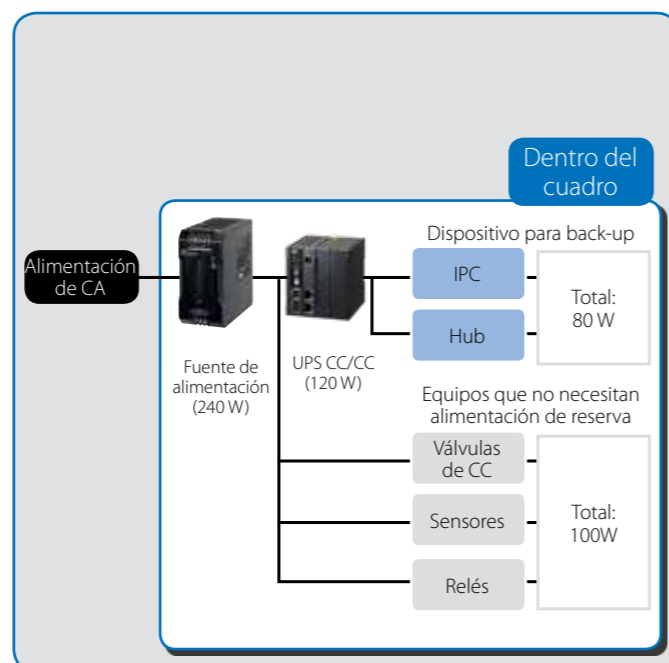 Dentro del
cuadro
Alimentación
de CA
Dispositivo para back-up
IPC
Hub
Total:
80 W
Fuente de
alimentación
(240 W)
UPS CC/CC
(120 W)
Equipos que no necesitan
alimentación de reserva
Válvulas
de CC
Sensores
Relés
Total:
100W